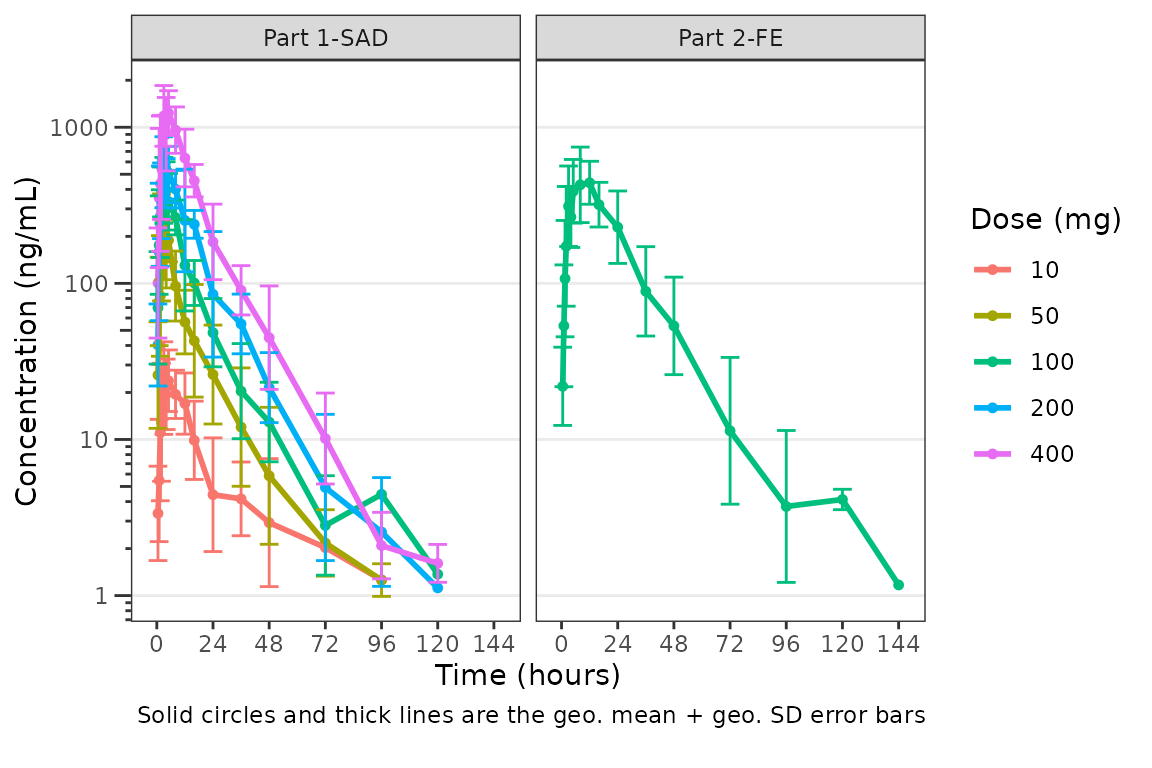 Part 1-SAD
Part 2-FE
Concentration (ng/mL)
1000
100
10
1
0 24 48 72 96 120 144
0 24 48 72 96 120 144
Time (hours)
Dose (mg)
10
50
100
200
400
Solid circles and thick lines are the geo. mean + geo. SD error bars